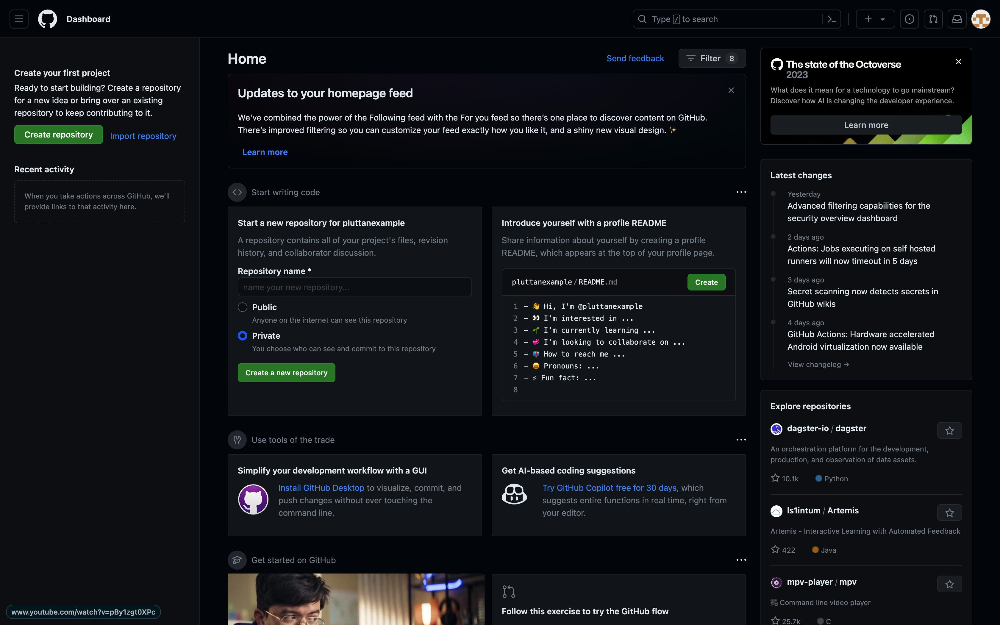 Dashboard
Type / to search
Create your first project
Ready to start building? Create a repository
for a new idea or bring over an existing
repository to keep contributing to it.
Create repository
Import repository
Recent activity
When you take actions across GitHub, we’ll
provide links to that activity here.
Home
Send feedback
Filter 8
Updates to your homepage feed
We've combined the power of the Following feed with the For you feed so there’s one place to discover content on GitHub.
There’s improved filtering so you can customize your feed exactly how you like it, and a shiny new visual design. ✨
Learn more
Start writing code
Start a new repository for pluttanexample
A repository contains all of your project's files, revision
history, and collaborator discussion.
Repository name *
name your new repository...
Public
Anyone on the internet can see this repository
Private
You choose who can see and commit to this repository
Create a new repository
Introduce yourself with a profile README
Share information about yourself by creating a profile
README, which appears at the top of your profile page.
pluttanexample / README.md
Create
1 - 👋 Hi, I’m @pluttanexample
2 - 👀 I’m interested in ...
3 - 🌱 I’m currently learning ...
4 - 💞️ I’m looking to collaborate on ...
5 - 📫 How to reach me ...
6 - 😄 Pronouns: ...
7 - ⚡ Fun fact: ...
8
Use tools of the trade
Simplify your development workflow with a GUI
Install GitHub Desktop to visualize, commit, and
push changes without ever touching the
command line.
Get AI-based coding suggestions
Try GitHub Copilot free for 30 days, which
suggests entire functions in real time, right from
your editor.
Get started on GitHub
Follow this exercise to try the GitHub flow
The state of the Octoverse
2023
What does it mean for a technology to go mainstream?
Discover how AI is changing the developer experience.
Learn more
Latest changes
Yesterday
Advanced filtering capabilities for the
security overview dashboard
2 days ago
Actions: Jobs executing on self hosted
runners will now timeout in 5 days
3 days ago
Secret scanning now detects secrets in
GitHub wikis
4 days ago
GitHub Actions: Hardware accelerated
Android virtualization now available
View changelog →
Explore repositories
dagster-io / dagster
An orchestration platform for the development,
production, and observation of data assets.
10.1k Python
ls1intum / Artemis
Artemis - Interactive Learning with Automated Feedback
422 Java
mpv-player / mpv
🎥 Command line video player
25.7k C
www.youtube.com/watch?v=pBy1zgt0XPc